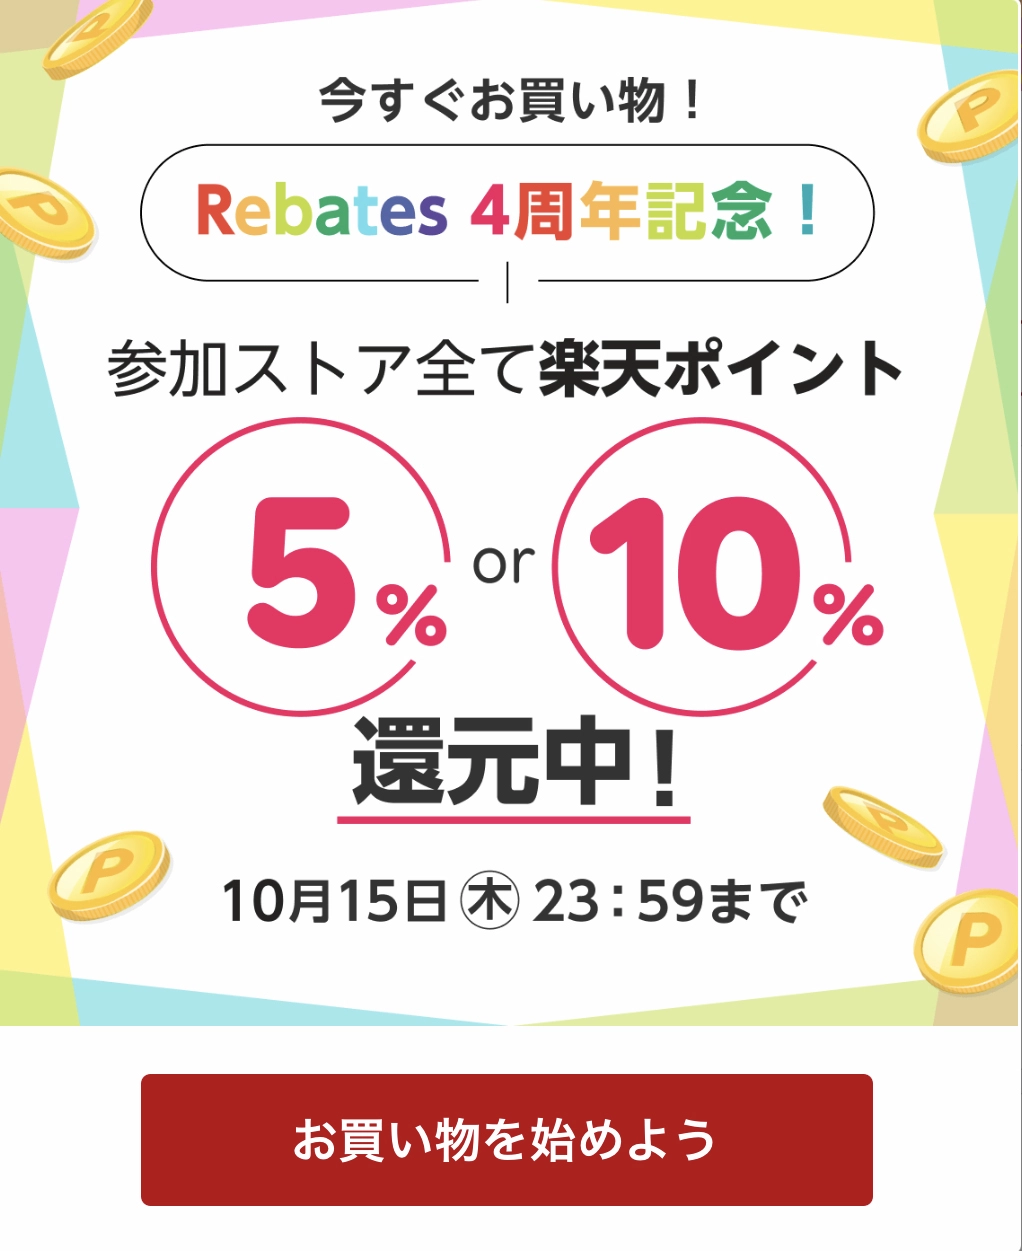 今すぐお買い物！
Rebates 4周年記念！
参加ストア全て楽天ポイント
5% or 10%
還元中！
10月15日㊍ 23：59まで
お買い物を始めよう
P
P
P
P
P
P